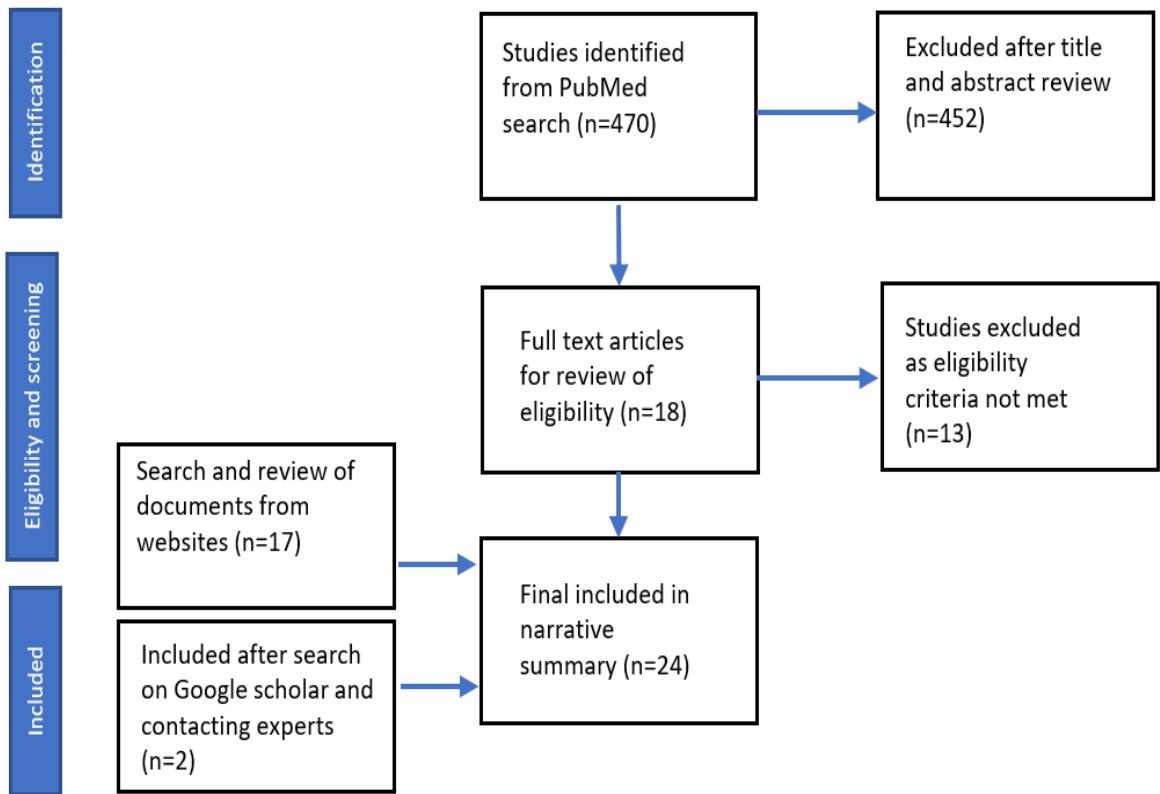 Identification
Studies identified
from PubMed
search (n=470)
Excluded after title
and abstract review
(n=452)
Eligibility and screening
Full text articles
for review of
eligibility (n=18)
Studies excluded
as eligibility
criteria not met
(n=13)
Search and review of
documents from
websites (n=17)
Included
Final included in
narrative
summary (n=24)
Included after search
on Google scholar and
contacting experts
(n=2)